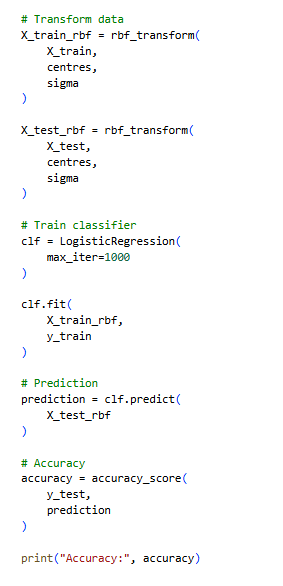 # Transform data
X_train_rbf = rbf_transform(
    X_train,
    centres,
    sigma
)

X_test_rbf = rbf_transform(
    X_test,
    centres,
    sigma
)

# Train classifier
clf = LogisticRegression(
    max_iter=1000
)

clf.fit(
    X_train_rbf,
    y_train
)

# Prediction
prediction = clf.predict(
    X_test_rbf
)

# Accuracy
accuracy = accuracy_score(
    y_test,
    prediction
)

print("Accuracy:", accuracy)